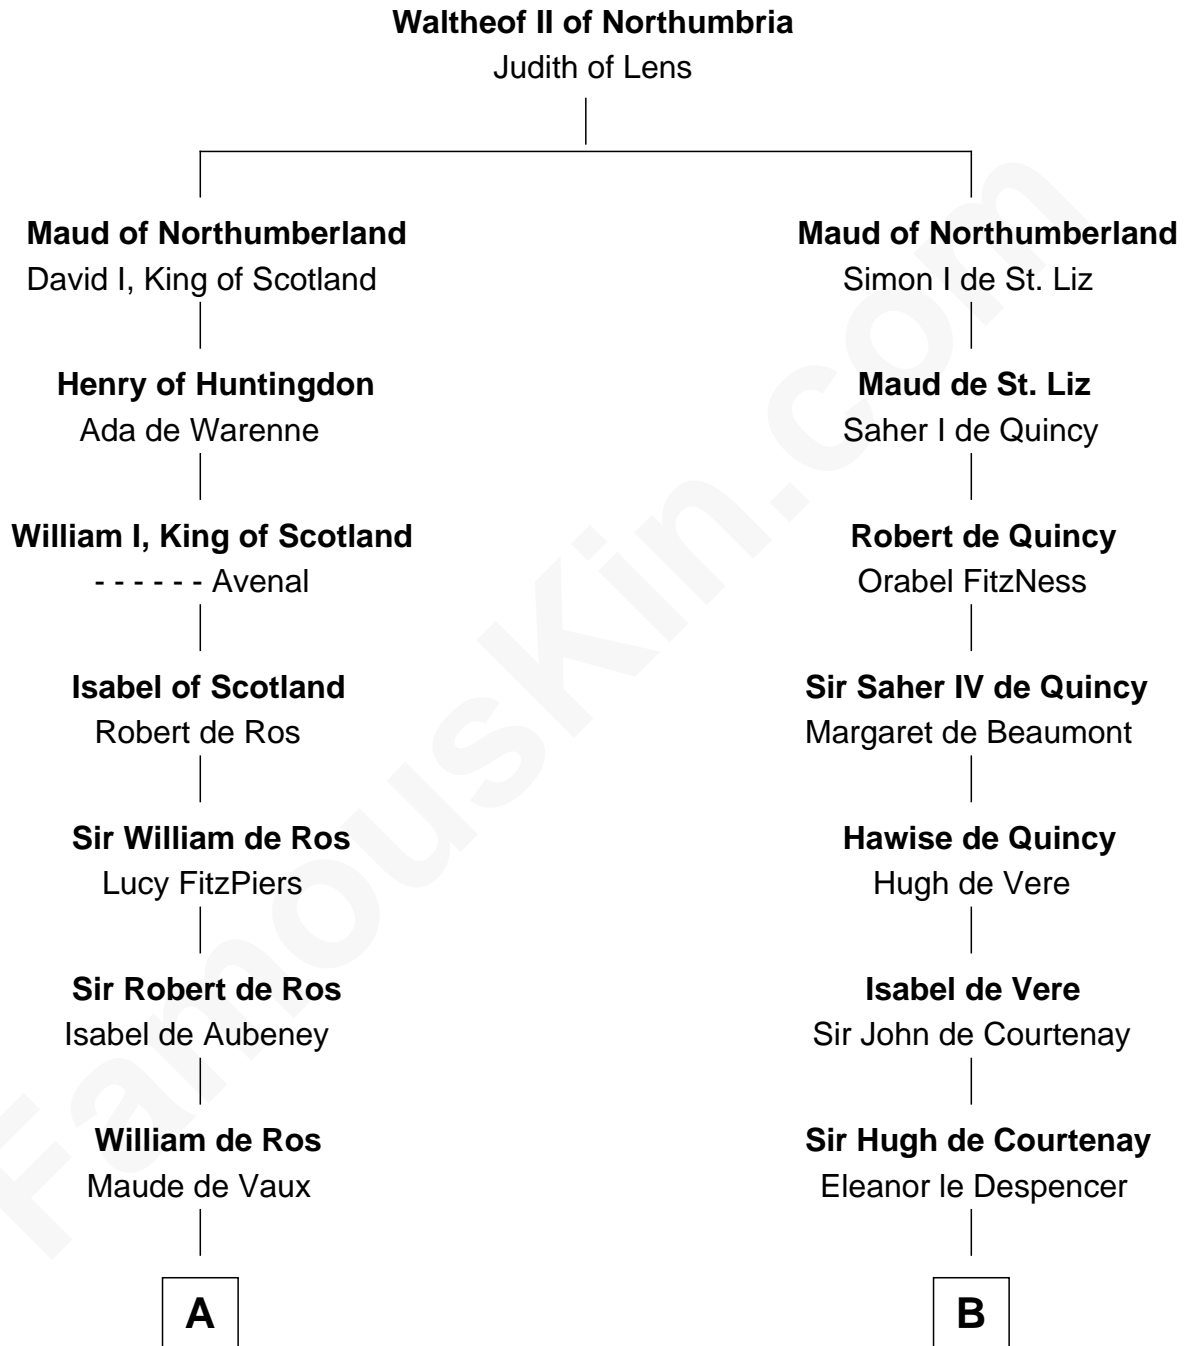 Waltheof II of Northumbria
Judith of Lens
Maud of Northumberland
David I, King of Scotland
Maud of Northumberland
Simon I de St. Liz
Henry of Huntingdon
Ada de Warenne
Maud de St. Liz
Saher I de Quincy
William I, King of Scotland
- - - - - - Avenal
Robert de Quincy
Orabel FitzNess
Isabel of Scotland
Robert de Ros
Sir Saher IV de Quincy
Margaret de Beaumont
Sir William de Ros
Lucy FitzPiers
Hawise de Quincy
Hugh de Vere
Sir Robert de Ros
Isabel de Aubeney
Isabel de Vere
Sir John de Courtenay
William de Ros
Maude de Vaux
Sir Hugh de Courtenay
Eleanor le Despencer
A
B
FamousKin.com